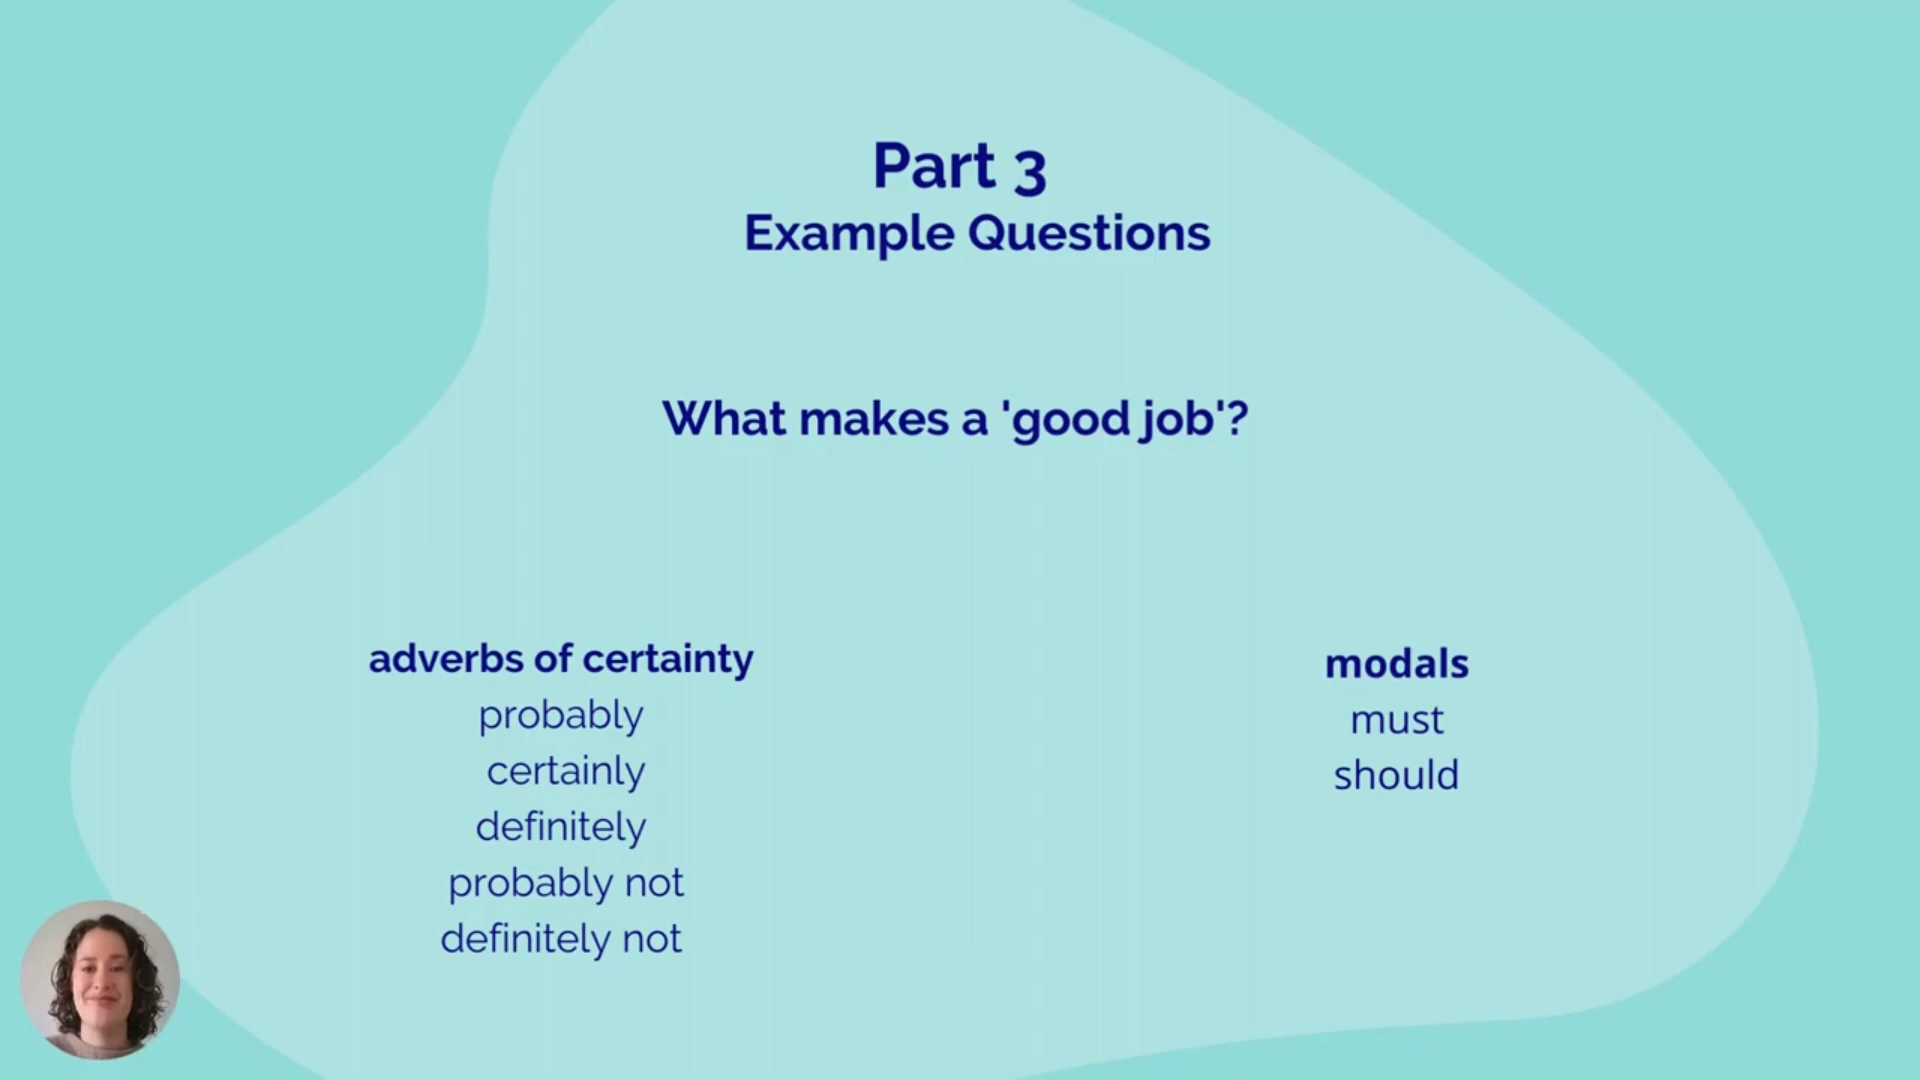 Part 3
Example Questions
What makes a 'good job'?
adverbs of certainty
probably
certainly
definitely
probably not
definitely not
modals
must
should